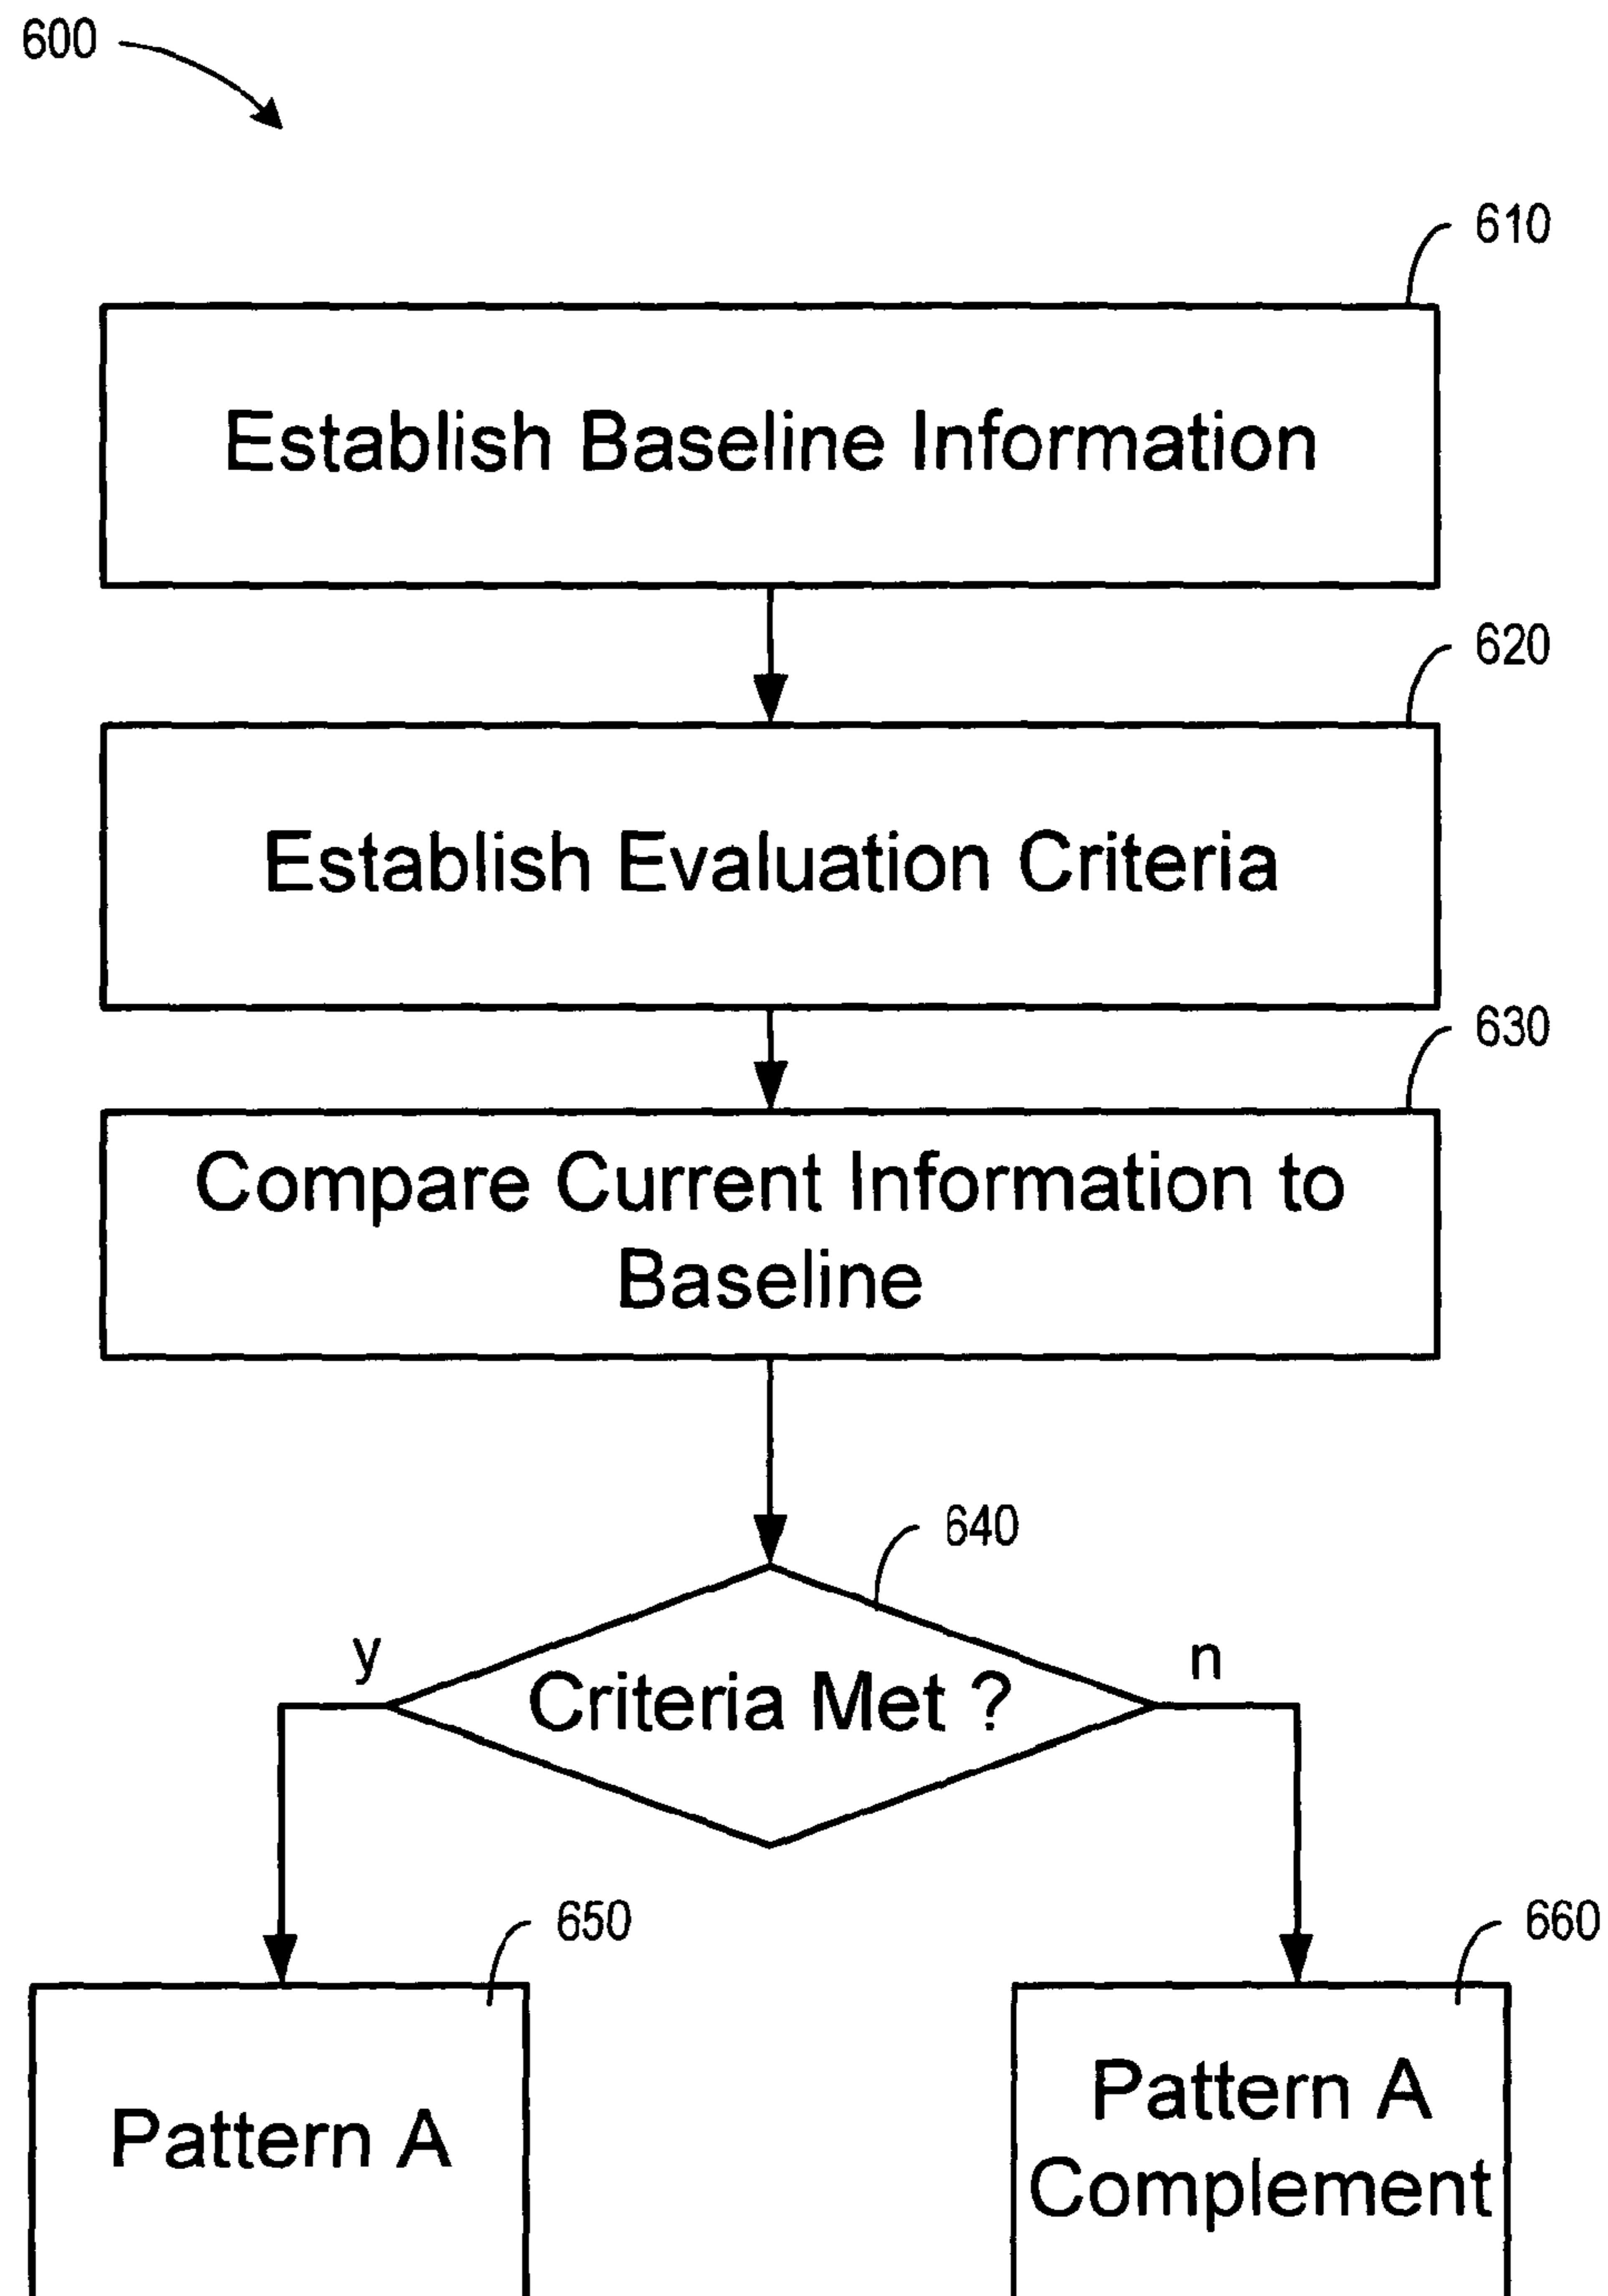 600
610
Establish Baseline Information
620
Establish Evaluation Criteria
630
Compare Current Information to
Baseline
640
y
n
Criteria Met ?
650
660
Pattern A
Pattern A
Complement